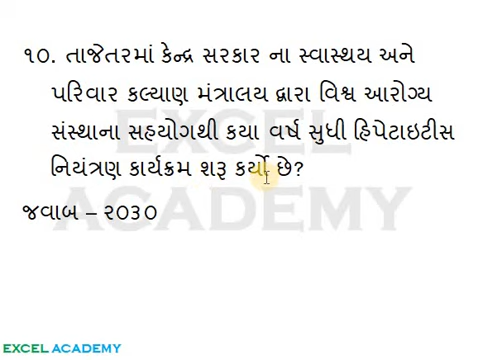 ૧૦. તાજેતરમાં કેન્દ્ર સરકાર ના સ્વાસ્થય અને
પરિવાર કલ્યાણ મંત્રાલય દ્વારા વિશ્વ આરોગ્ય
સંસ્થાના સહયોગથી કયા વર્ષ સુધી હિપેટાઇટીસ
નિયંત્રણ કાર્યક્રમ શરૂ કર્યો છે?
જવાબ – ૨૦૩૦
EXCEL
ACADEMY
EXCEL ACADEMY